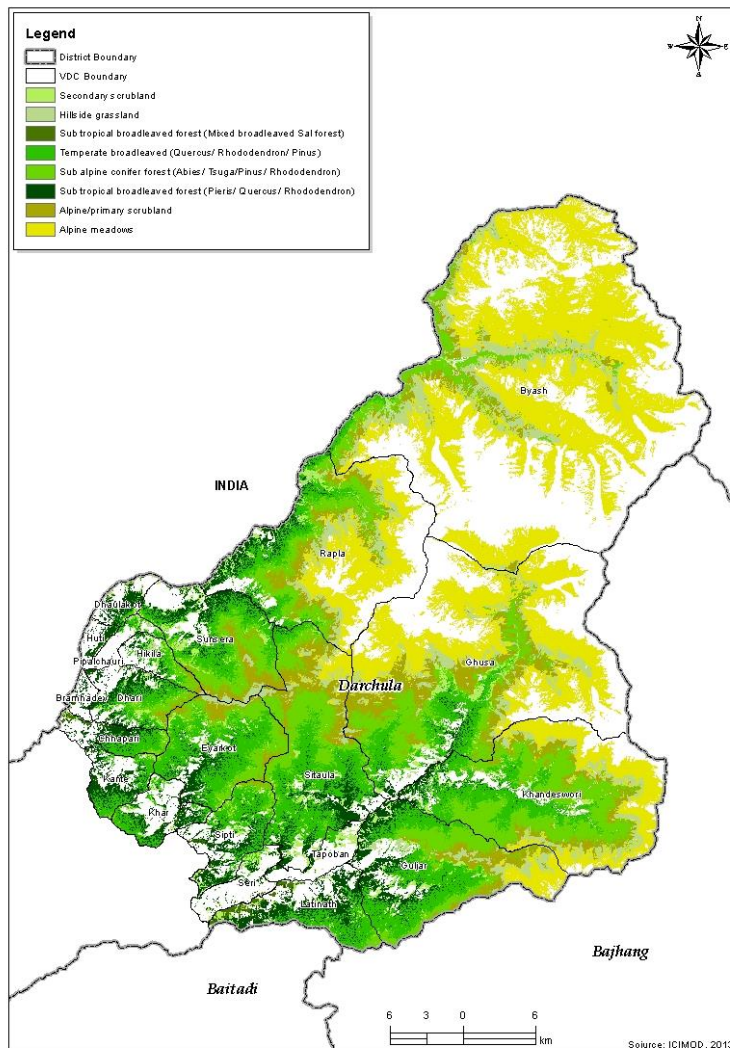 Legend
District Boundary
VDC Boundary
Secondary scrubland
Hillside grassland
Sub tropical broadleaved forest (Mixed broadleaved Sal forest)
Temperate broadleaved (Quercus/ Rhododendron/ Pinus)
Sub alpine conifer forest (Abies/ Tsuga/Pinus/ Rhododendron)
Sub tropical broadleaved forest (Pieris/ Quercus/ Rhododendron)
Alpine/primary scrubland
Alpine meadows
N
W
E
Byash
INDIA
Rapla
Dhaulakot
Huti
Sunsera
Hikila
Pipalchauri
Ghusa
Darchula
Bramhadev
Dhari
Chhapari
Eyarkot
Kante
Sitaula
Khandeswori
Khar
Sipti
Tapoban
Guljar
Seri
Latinath
Bajhang
Baitadi
6 3 0 6
km
Soiurce: ICIMOD, 2013